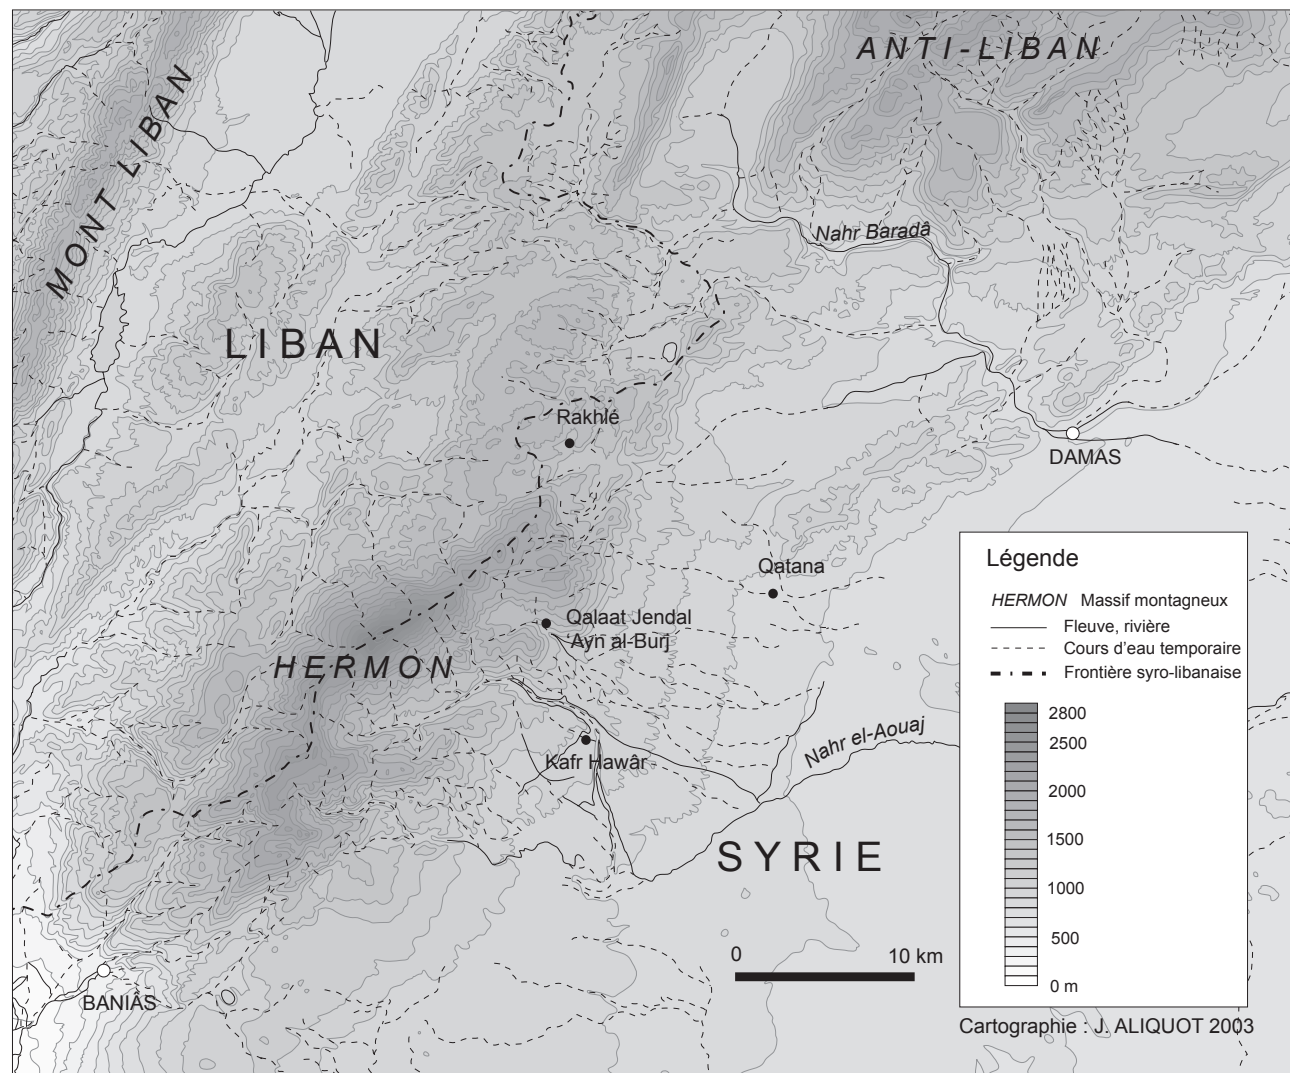 ANTI-LIBAN
MONT LIBAN
Nahr Baradâ
LIBAN
Rakhlé
DAMAS
Qatana
Qalaat Jendal
'Ayn al-Burj
HERMON
Nahr el-Aouaj
Kafr Hawâr
SYRIE
0 10 km
BANIÂS
Légende
HERMON Massif montagneux
Fleuve, rivière
Cours d'eau temporaire
Frontière syro-libanaise
2800
2500
2000
1500
1000
500
0 m
Cartographie : J. ALIQUOT 2003